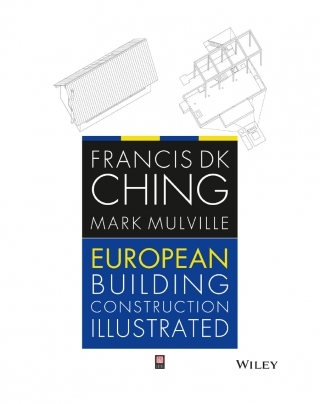 FRANCIS DK
CHING
MARK MULVILLE
EUROPEAN
BUILDING
CONSTRUCTION
ILLUSTRATED
WILEY